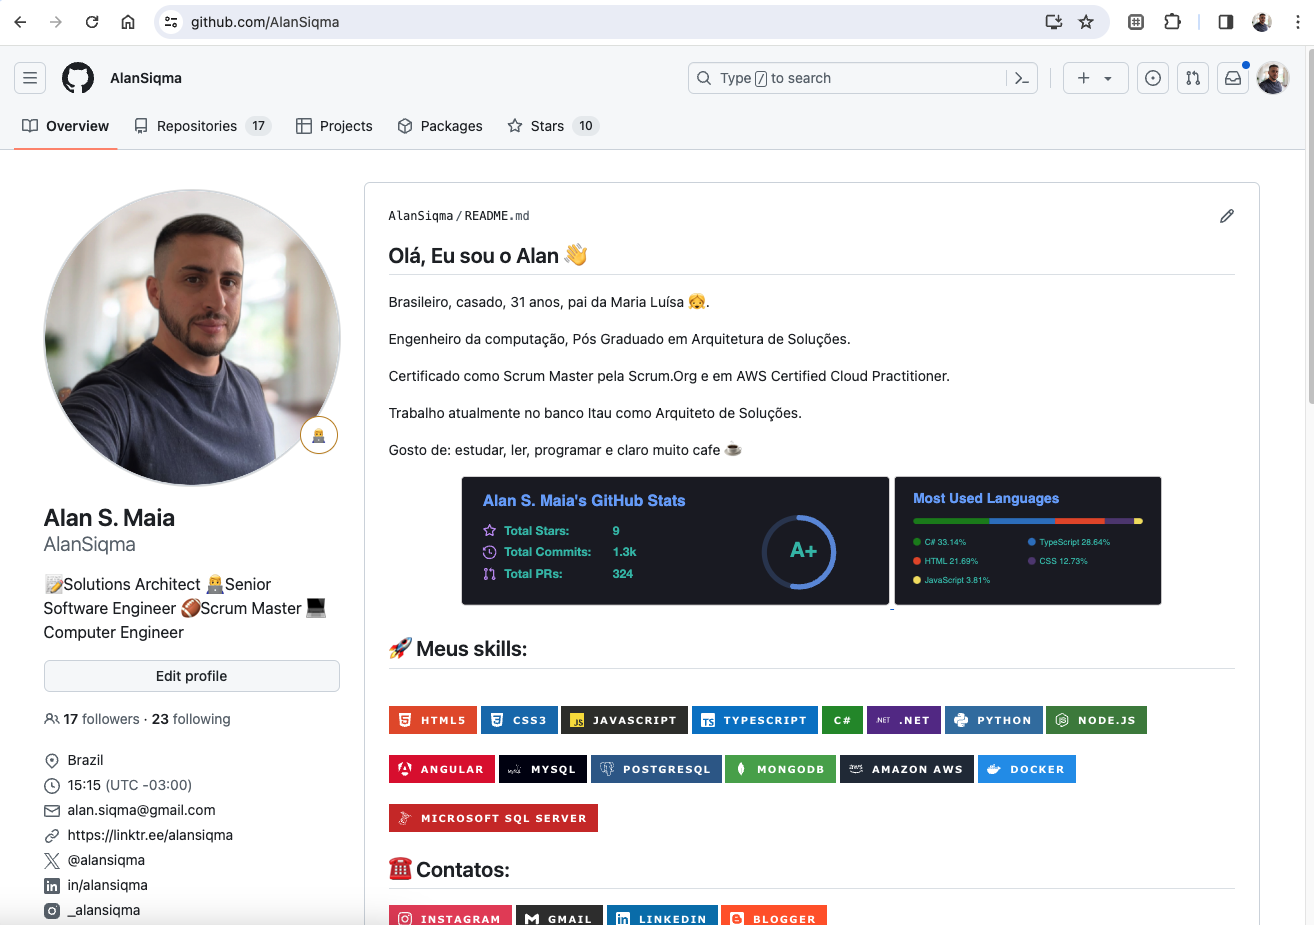 github.com/AlanSiqma
AlanSiqma
Type / to search
Overview
Repositories 17
Projects
Packages
Stars 10
Alan S. Maia
AlanSiqma
Solutions Architect Senior
Software Engineer Scrum Master
Computer Engineer
Edit profile
17 followers · 23 following
Brazil
15:15 (UTC -03:00)
alan.siqma@gmail.com
https://linktr.ee/alansiqma
@alansiqma
in/alansiqma
_alansiqma
AlanSiqma/README.md
Olá, Eu sou o Alan 👋
Brasileiro, casado, 31 anos, pai da Maria Luísa 👧.
Engenheiro da computação, Pós Graduado em Arquitetura de Soluções.
Certificado como Scrum Master pela Scrum.Org e em AWS Certified Cloud Practitioner.
Trabalho atualmente no banco Itau como Arquiteto de Soluções.
Gosto de: estudar, ler, programar e claro muito cafe ☕
Alan S. Maia's GitHub Stats
Total Stars: 9
Total Commits: 1.3k
Total PRs: 324
A+
Most Used Languages
C# 33.14% TypeScript 28.64%
HTML 21.69% CSS 12.73%
JavaScript 3.81%
🚀 Meus skills:
HTML5 CSS3 JS JAVASCRIPT TS TYPESCRIPT C# .NET .NET PYTHON NODE.JS
ANGULAR MySQL MYSQL POSTGRESQL MONGODB aws AMAZON AWS DOCKER
MICROSOFT SQL SERVER
☎️ Contatos:
INSTAGRAM GMAIL LINKEDIN BLOGGER